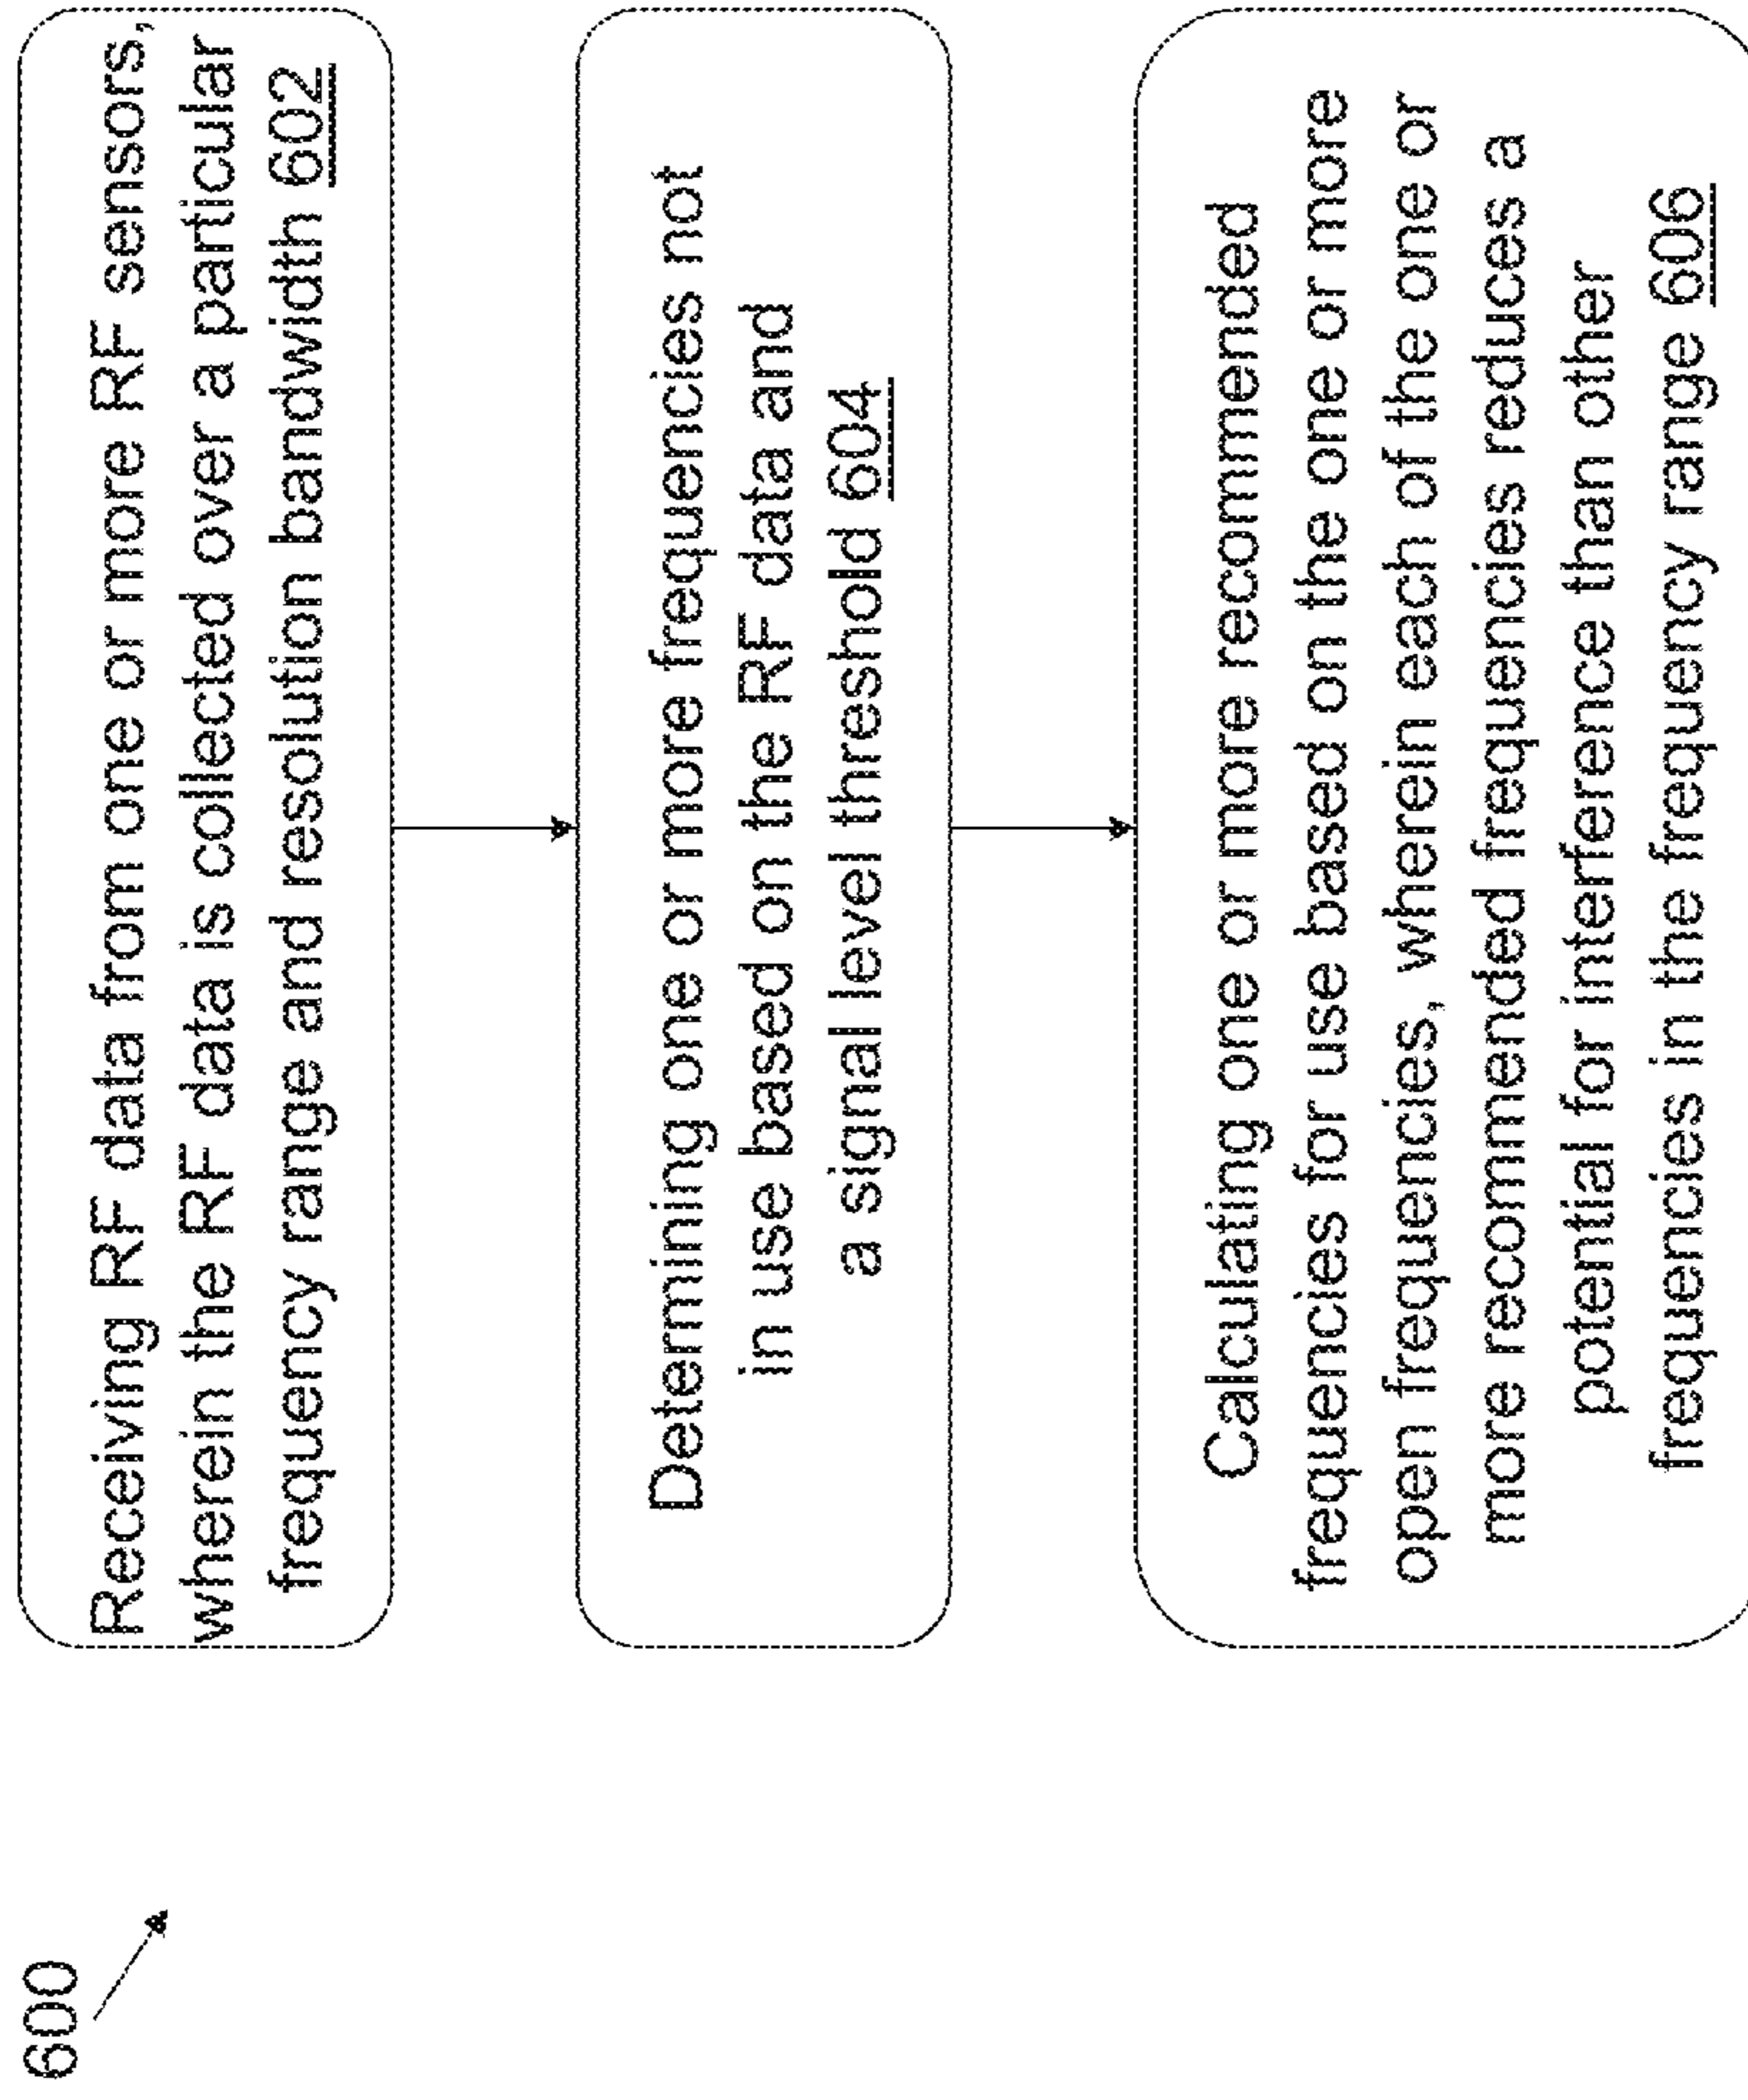 600
Receiving RF data from one or more RF sensors,
wherein the RF data is collected over a particular
frequency range and resolution bandwidth 602
Determining one or more frequencies not
in use based on the RF data and
a signal level threshold 604
Calculating one or more recommended
frequencies for use based on the one or more
open frequencies, wherein each of the one or
more recommended frequencies reduces a
potential for interference than other
frequencies in the frequency range 606